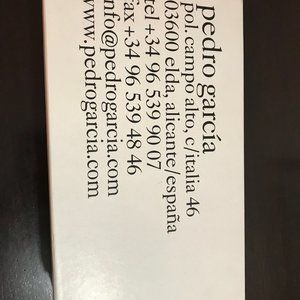 pedro garcía
pol. campo alto, c/italia 46
03600 elda, alicante/españa
tel +34 96 539 90 07
fax +34 96 539 48 46
info@pedrogarcia.com
www.pedrogarcia.com